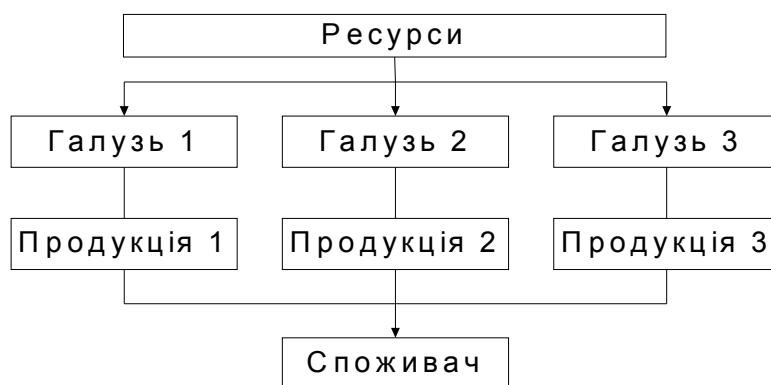 Ресурси
Галузь 1
Галузь 2
Галузь 3
Продукція 1
Продукція 2
Продукція 3
Споживач